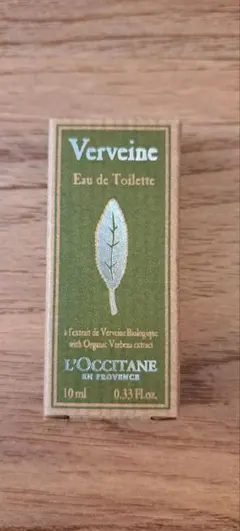 Verveine
Eau de Toilette
à l'extrait de Verveine Biologique
with Organic Verbena extract
L'OCCITANE
EN PROVENCE
10 ml 0.33 Fl.oz.